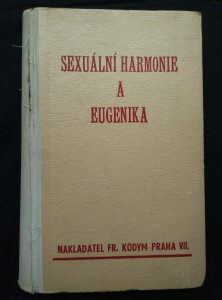 SEXUÁLNÍ HARMONIE
A
EUGENIKA
NAKLADATEL FR. KODYM PRAHA VII.